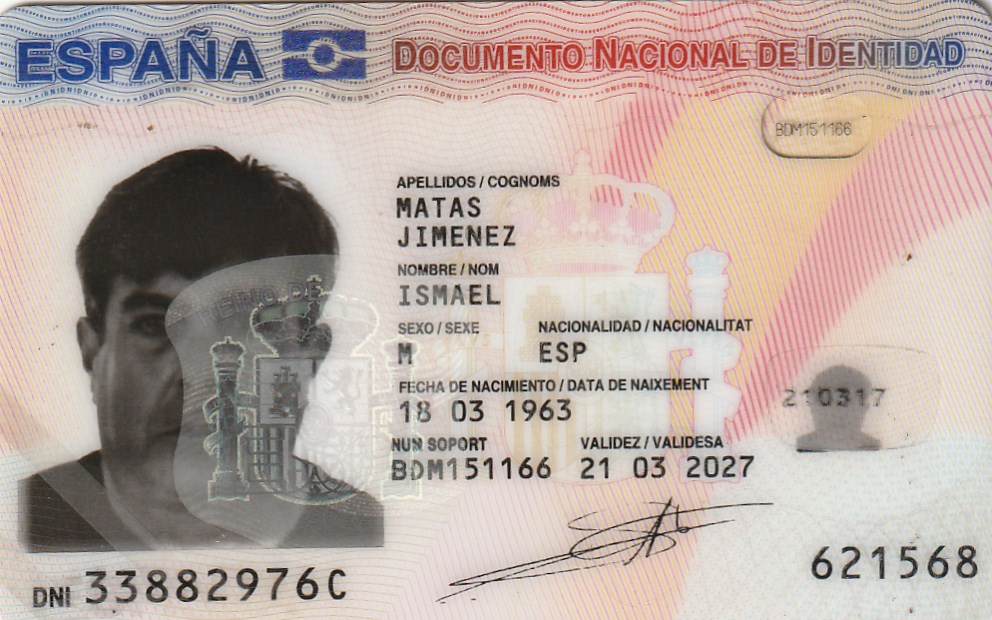 ESPAÑA DOCUMENTO NACIONAL DE IDENTIDAD
BDM151166
APELLIDOS / COGNOMS
MATAS
JIMENEZ
NOMBRE / NOM
ISMAEL
SEXO / SEXE NACIONALIDAD / NACIONALITAT
M ESP
FECHA DE NACIMIENTO / DATA DE NAIXEMENT
18 03 1963
210317
NUN SOPORT VALIDEZ / VALIDESA
BDM151166 21 03 2027
DNI 33882976C
621568